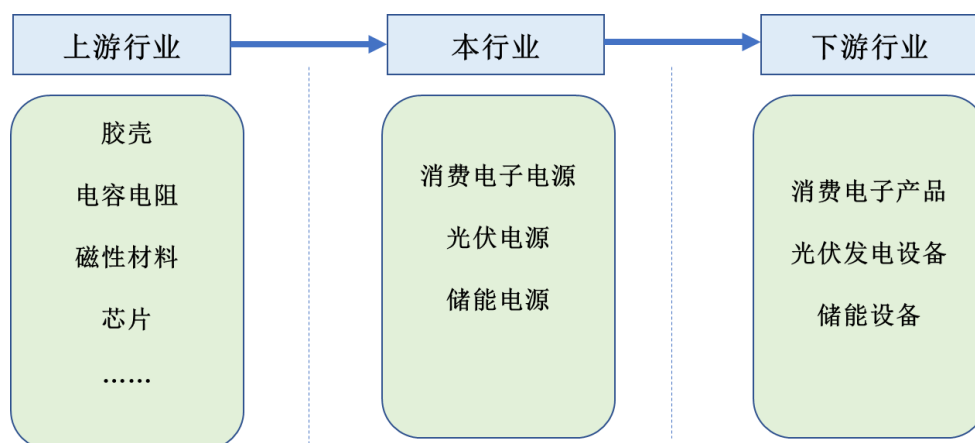 上游行业
本行业
下游行业
胶壳
电容电阻
磁性材料
芯片
……
消费电子电源
光伏电源
储能电源
消费电子产品
光伏发电设备
储能设备